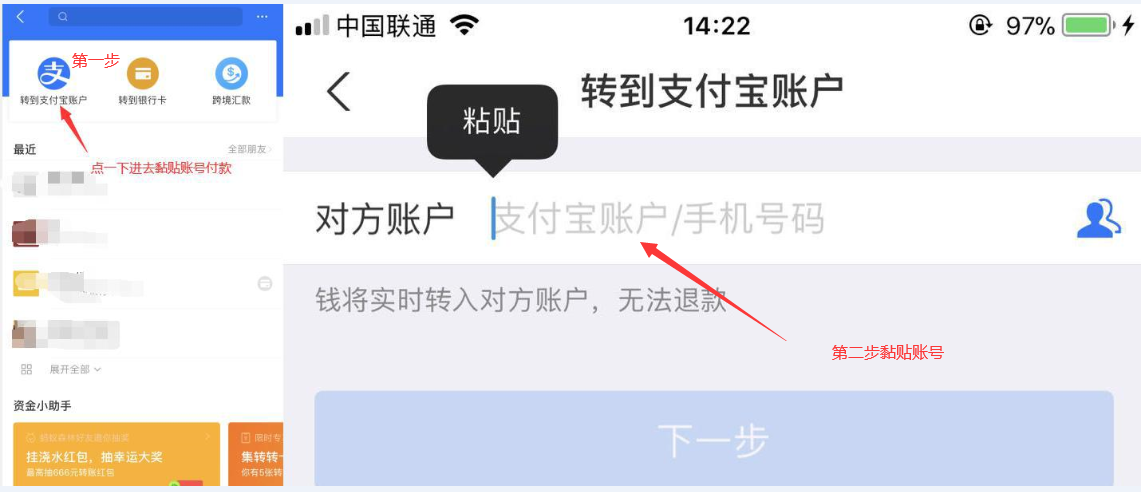 第一步
转到支付宝账户
转到银行卡
跨境汇款
最近
全部朋友
点一下进去黏贴账号付款
展开全部
资金小助手
挂浇水红包，抽幸运大奖
最高抽666元转账红包
限时专
集转转一
你有5张转
中国联通
14:22
97%
转到支付宝账户
粘贴
对方账户
支付宝账户/手机号码
钱将实时转入对方账户，无法退款
第二步黏贴账号
下一步